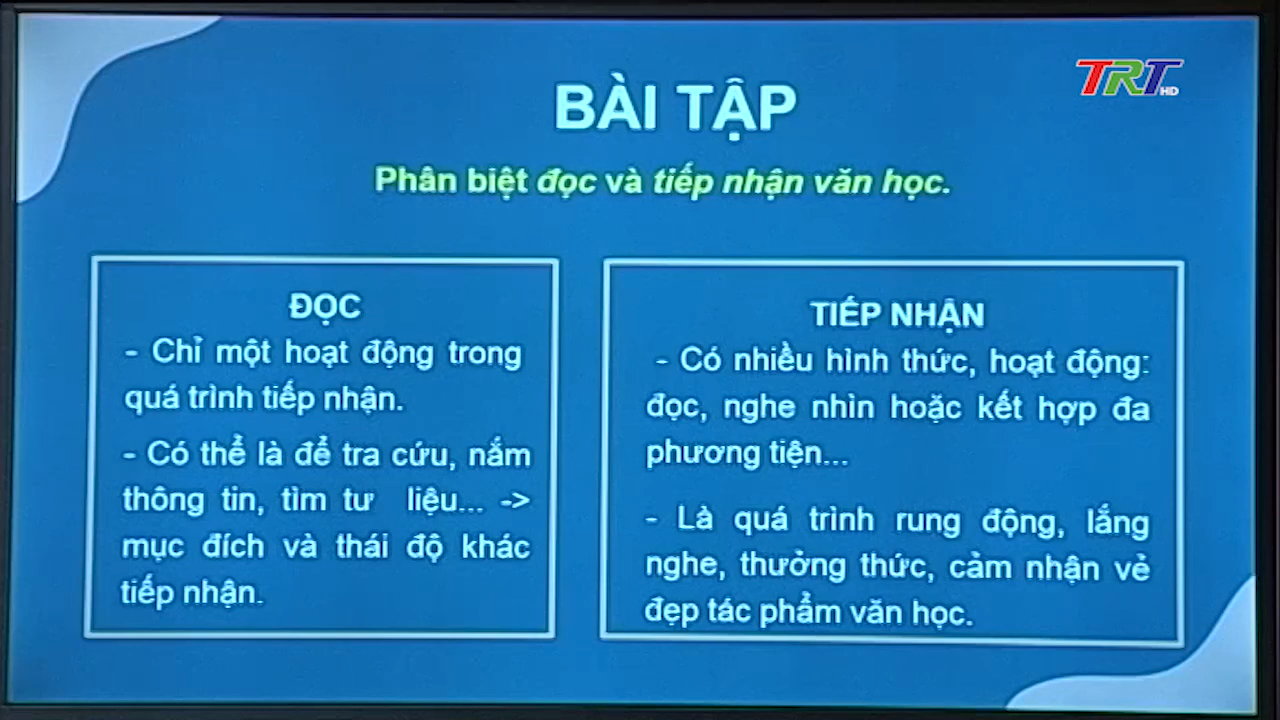 TRT HD
BÀI TẬP
Phân biệt đọc và tiếp nhận văn học.
ĐỌC
- Chỉ một hoạt động trong
quá trình tiếp nhận.
- Có thể là để tra cứu, nắm
thông tin, tìm tư liệu... ->
mục đích và thái độ khác
tiếp nhận.
TIẾP NHẬN
- Có nhiều hình thức, hoạt động:
đọc, nghe nhìn hoặc kết hợp đa
phương tiện...
- Là quá trình rung động, lắng
nghe, thưởng thức, cảm nhận vẻ
đẹp tác phẩm văn học.